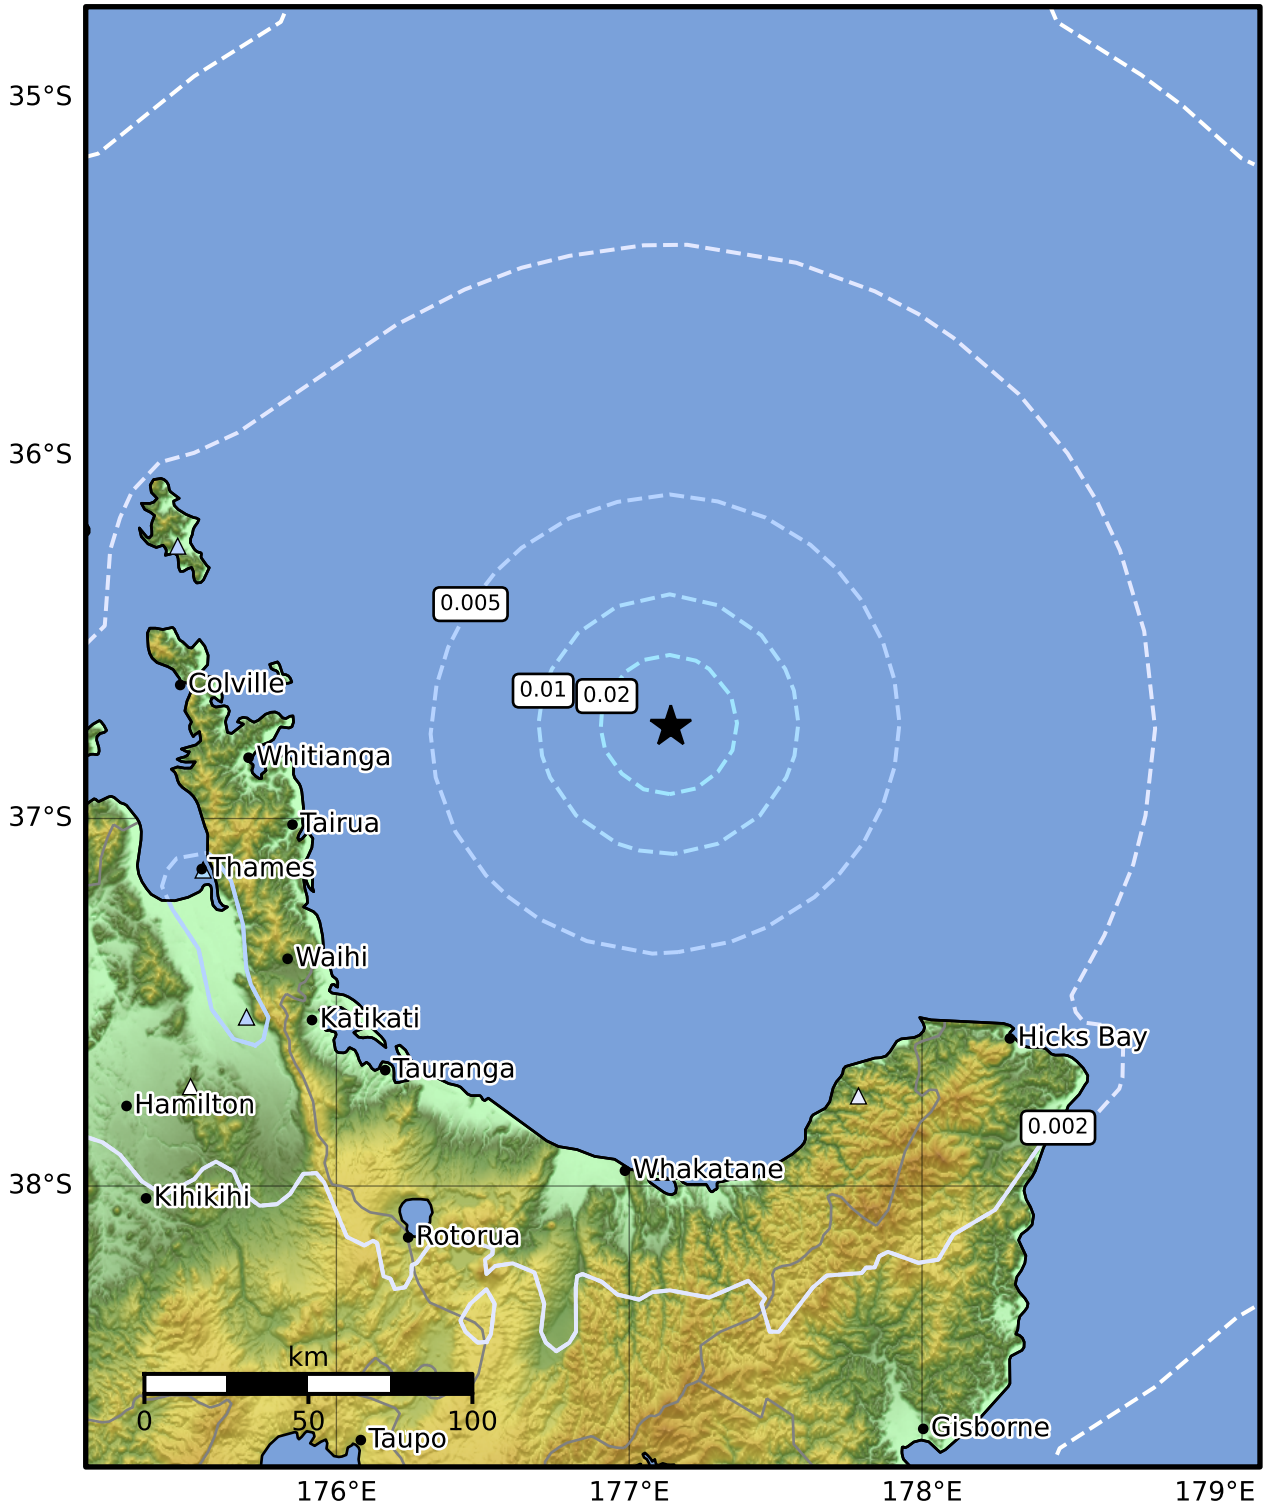 35°S
36°S
0.005
Colville
0.01
0.02
Whitianga
37°S
Tairua
Thames
Waihi
Katikati
Hicks Bay
Tauranga
Hamilton
0.002
Whakatane
38°S
Kihikihi
Rotorua
km
0
50
100
Gisborne
Taupo
176°E
177°E
178°E
179°E